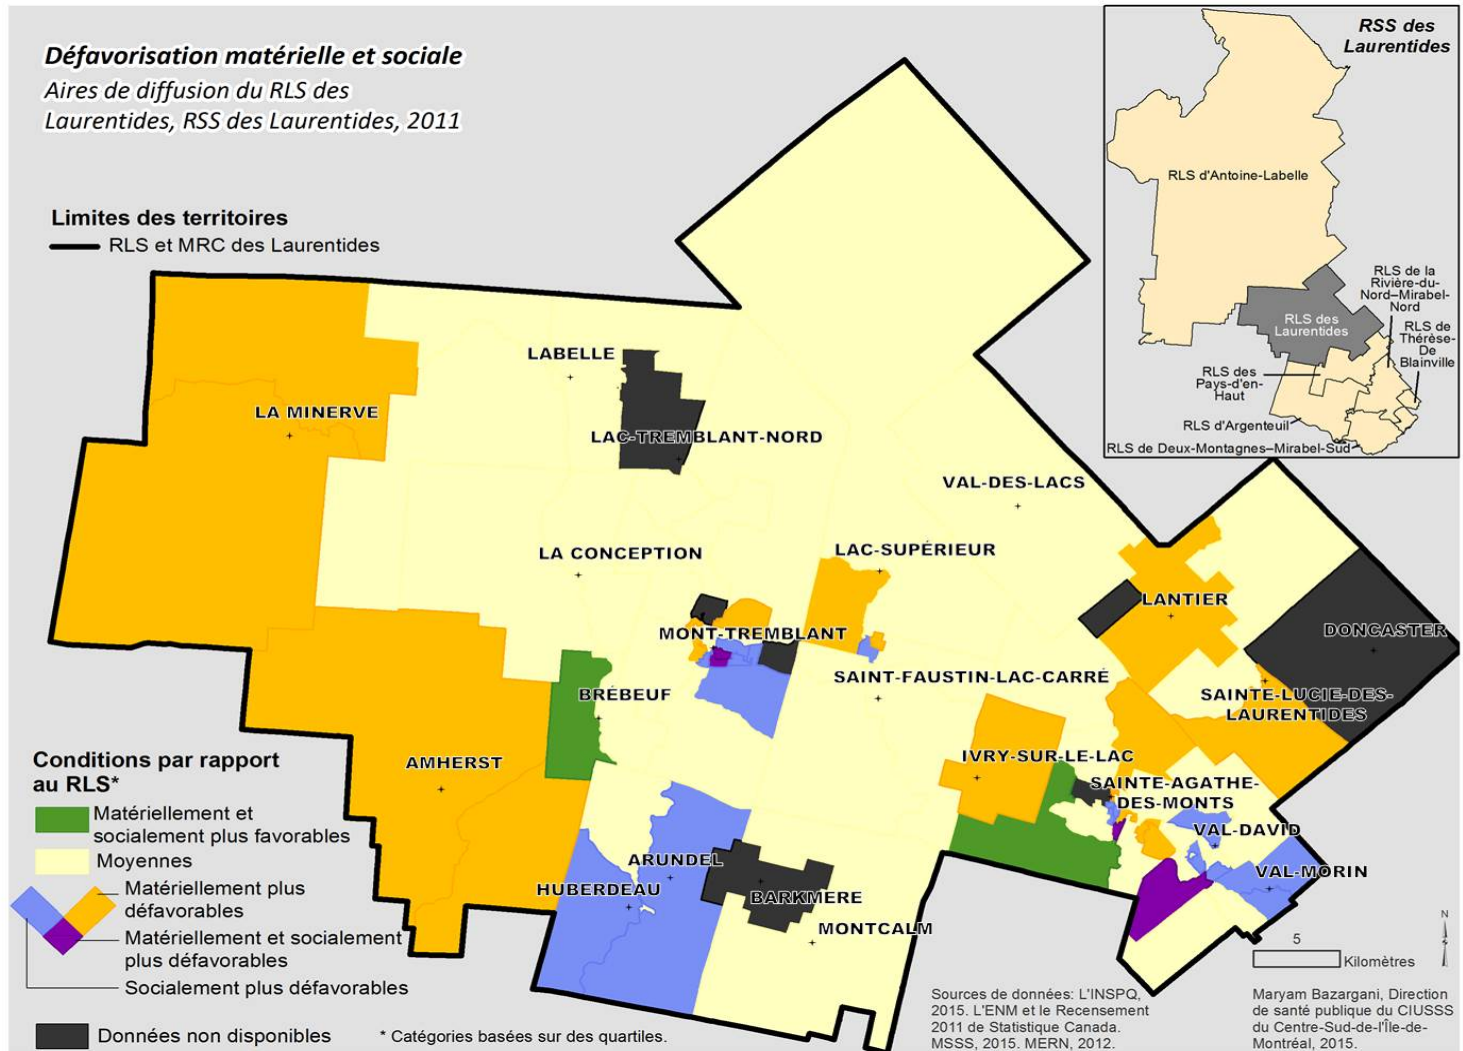 Défavorisation matérielle et sociale
Aires de diffusion du RLS des
Laurentides, RSS des Laurentides, 2011
Limites des territoires
RLS et MRC des Laurentides
RSS des
Laurentides
RLS d'Antoine-Labelle
RLS de la
Rivière-du-
Nord–Mirabel-
Nord
RLS des
Laurentides
RLS de
Thérèse-
De
Blainville
RLS des
Pays-d'en-
Haut
RLS d'Argenteuil
RLS de Deux-Montagnes–Mirabel-Sud
LABELLE
LA MINERVE
LAC-TREMBLANT-NORD
VAL-DES-LACS
LA CONCEPTION
LAC-SUPÉRIEUR
LANTIER
MONT-TREMBLANT
DONCASTER
SAINT-FAUSTIN-LAC-CARRÉ
BRÉBEUF
SAINTE-LUCIE-DES-
LAURENTIDES
AMHERST
IVRY-SUR-LE-LAC
SAINTE-AGATHE-
DES-MONTS
VAL-DAVID
ARUNDEL
VAL-MORIN
HUBERDEAU
BARKMERE
MONTCALM
Conditions par rapport
au RLS*
Matériellement et
socialement plus favorables
Moyennes
Matériellement plus
défavorables
Matériellement et socialement
plus défavorables
Socialement plus défavorables
Données non disponibles
* Catégories basées sur des quartiles.
N
5
Kilomètres
Sources de données: L'INSPQ,
2015. L'ENM et le Recensement
2011 de Statistique Canada.
MSSS, 2015. MERN, 2012.
Maryam Bazargani, Direction
de santé publique du CIUSSS
du Centre-Sud-de-l'Île-de-
Montréal, 2015.